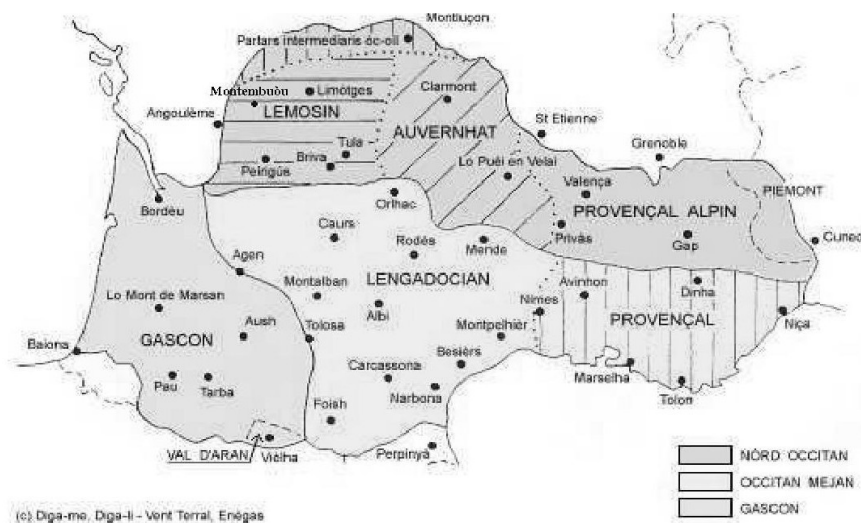 Montluçon
Parlars intermediaris òc-oïl
Montembuòu
Limòtges
Clarmont
Angoulème
LEMOSIN
AUVERNHAT
St Etienne
Grenoble
Tula
Briva
Peirigús
Lo Puèi en Velai
Valença
PIEMONT
Bordèu
Orlhac
PROVENÇAL ALPIN
Caurs
Rodés
Mende
Privàs
Gap
Cuneo
Agen
LENGADOCIAN
Montalban
Avinhon
Dinha
Lo Mont de Marsan
Albi
Nimes
Aush
Tolosa
Montpelhièr
PROVENÇAL
Niça
GASCON
Baiona
Besièrs
Carcassona
Marselha
Pau
Tarba
Narbona
Tolon
Foish
VAL D'ARAN
Vièlha
Perpinyà
NÒRD OCCITAN
OCCITAN MEJAN
GASCON
(c) Diga-me, Diga-li - Vent Terral, Enègas